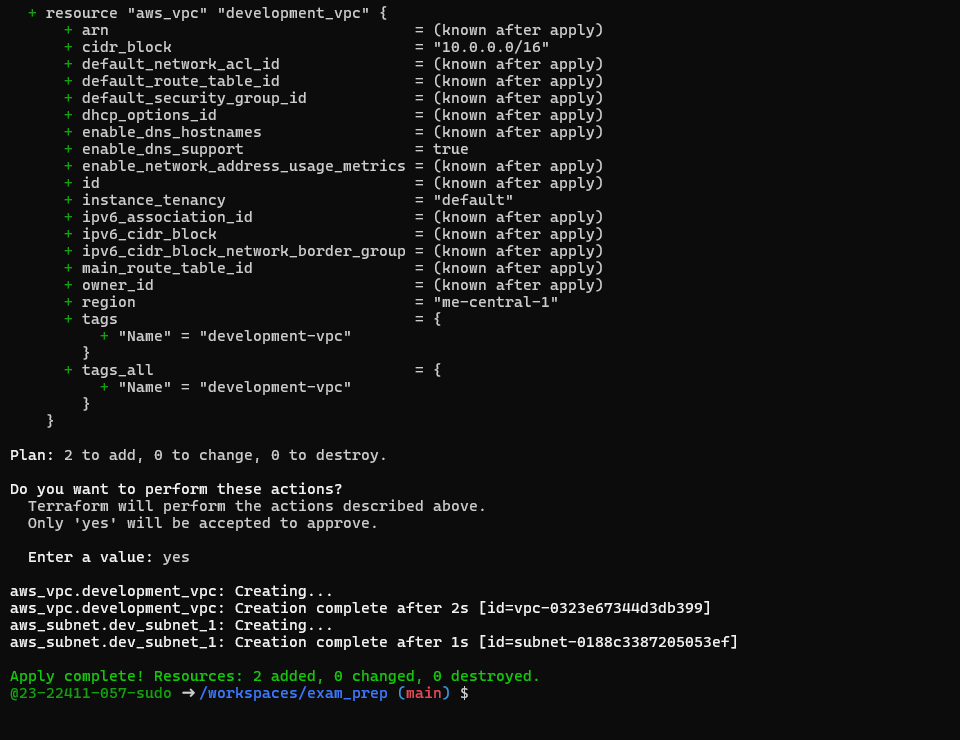 + resource "aws_vpc" "development_vpc" {
+ arn = (known after apply)
+ cidr_block = "10.0.0.0/16"
+ default_network_acl_id = (known after apply)
+ default_route_table_id = (known after apply)
+ default_security_group_id = (known after apply)
+ dhcp_options_id = (known after apply)
+ enable_dns_hostnames = (known after apply)
+ enable_dns_support = true
+ enable_network_address_usage_metrics = (known after apply)
+ id = (known after apply)
+ instance_tenancy = "default"
+ ipv6_association_id = (known after apply)
+ ipv6_cidr_block = (known after apply)
+ ipv6_cidr_block_network_border_group = (known after apply)
+ main_route_table_id = (known after apply)
+ owner_id = (known after apply)
+ region = "me-central-1"
+ tags = {
+ "Name" = "development-vpc"
}
+ tags_all = {
+ "Name" = "development-vpc"
}
}
Plan: 2 to add, 0 to change, 0 to destroy.
Do you want to perform these actions?
Terraform will perform the actions described above.
Only 'yes' will be accepted to approve.
Enter a value: yes
aws_vpc.development_vpc: Creating...
aws_vpc.development_vpc: Creation complete after 2s [id=vpc-0323e67344d3db399]
aws_subnet.dev_subnet_1: Creating...
aws_subnet.dev_subnet_1: Creation complete after 1s [id=subnet-0188c3387205053ef]
Apply complete! Resources: 2 added, 0 changed, 0 destroyed.
@23-22411-057-sudo ➜ /workspaces/exam_prep (main) $